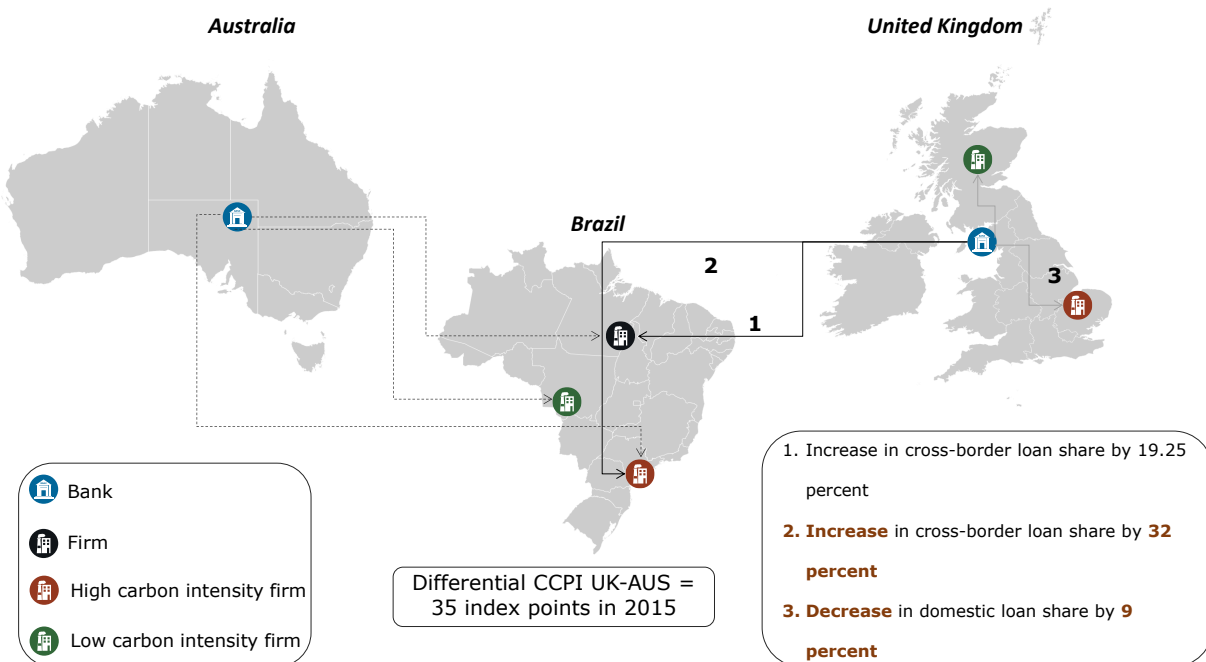 Australia
United Kingdom
Brazil
2
3
1
Bank
Firm
High carbon intensity firm
Low carbon intensity firm
Differential CCPI UK-AUS =
35 index points in 2015
1. Increase in cross-border loan share by 19.25
percent
2. Increase in cross-border loan share by 32
percent
3. Decrease in domestic loan share by 9
percent